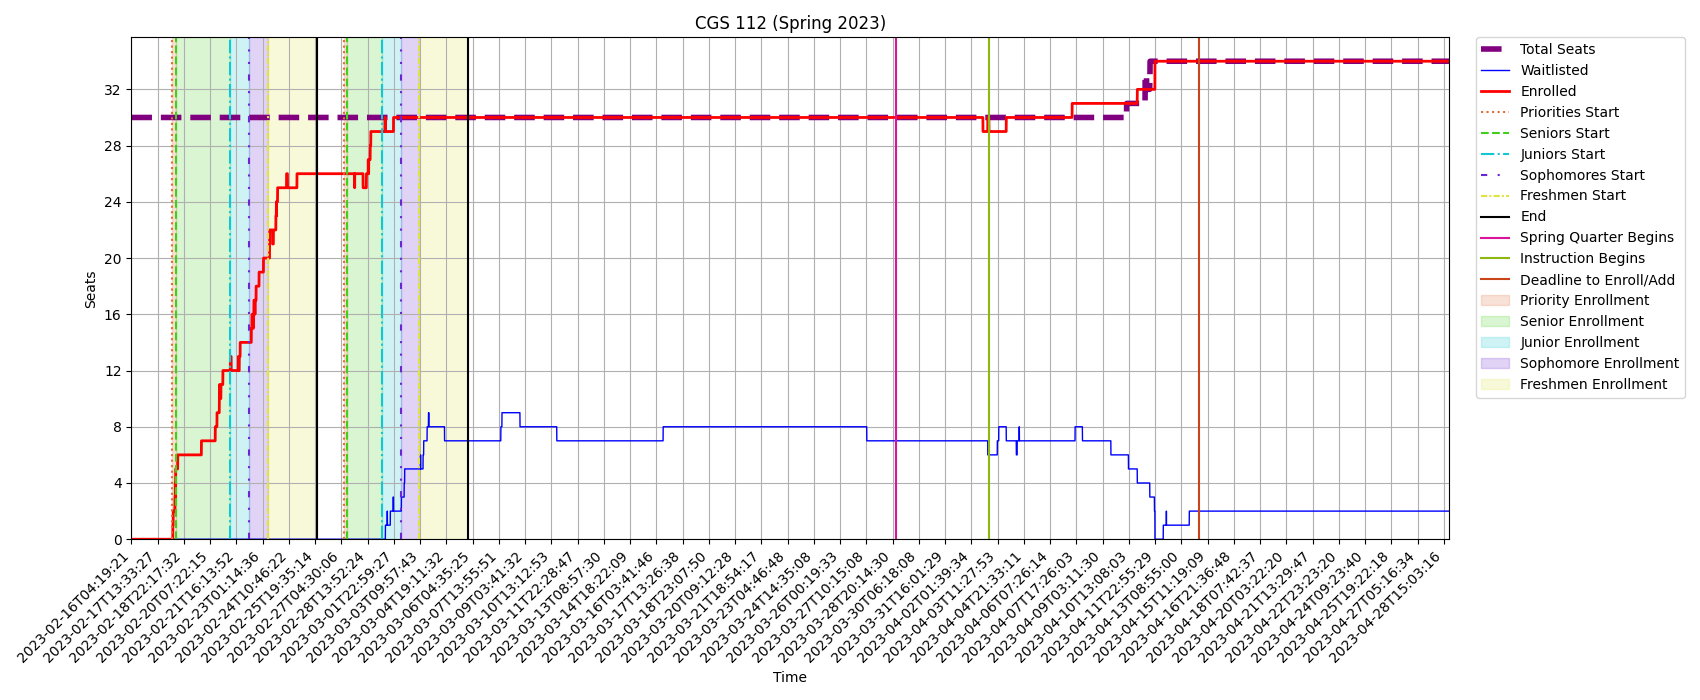 CGS 112 (Spring 2023)
Seats
32
28
24
20
16
12
8
4
0
2023-02-16T04:19:21
2023-02-17T13:33:27
2023-02-18T22:17:32
2023-02-20T07:22:15
2023-02-21T16:13:52
2023-02-23T01:14:36
2023-02-24T10:46:22
2023-02-25T19:35:14
2023-02-27T04:30:06
2023-02-28T13:52:24
2023-03-01T22:59:27
2023-03-03T09:57:43
2023-03-04T19:11:32
2023-03-06T04:35:25
2023-03-07T13:55:51
2023-03-09T03:41:32
2023-03-10T13:12:53
2023-03-11T22:28:47
2023-03-13T08:57:30
2023-03-14T18:22:09
2023-03-16T03:41:46
2023-03-17T13:26:38
2023-03-18T23:07:50
2023-03-20T09:12:28
2023-03-21T18:54:17
2023-03-23T04:46:48
2023-03-24T14:35:08
2023-03-26T00:19:33
2023-03-27T10:15:08
2023-03-28T20:14:30
2023-03-30T06:18:09
2023-03-31T16:01:29
2023-04-02T01:39:34
2023-04-03T11:27:53
2023-04-04T21:33:11
2023-04-06T07:26:14
2023-04-07T17:26:03
2023-04-09T03:11:30
2023-04-10T13:08:03
2023-04-11T22:55:29
2023-04-13T08:55:00
2023-04-15T11:19:09
2023-04-16T21:36:48
2023-04-18T07:42:37
2023-04-20T03:22:20
2023-04-21T13:29:47
2023-04-22T23:23:20
2023-04-24T09:23:40
2023-04-25T19:22:18
2023-04-27T05:16:34
2023-04-28T15:03:16
Time
Total Seats
Waitlisted
Enrolled
Priorities Start
Seniors Start
Juniors Start
Sophomores Start
Freshmen Start
End
Spring Quarter Begins
Instruction Begins
Deadline to Enroll/Add
Priority Enrollment
Senior Enrollment
Junior Enrollment
Sophomore Enrollment
Freshmen Enrollment